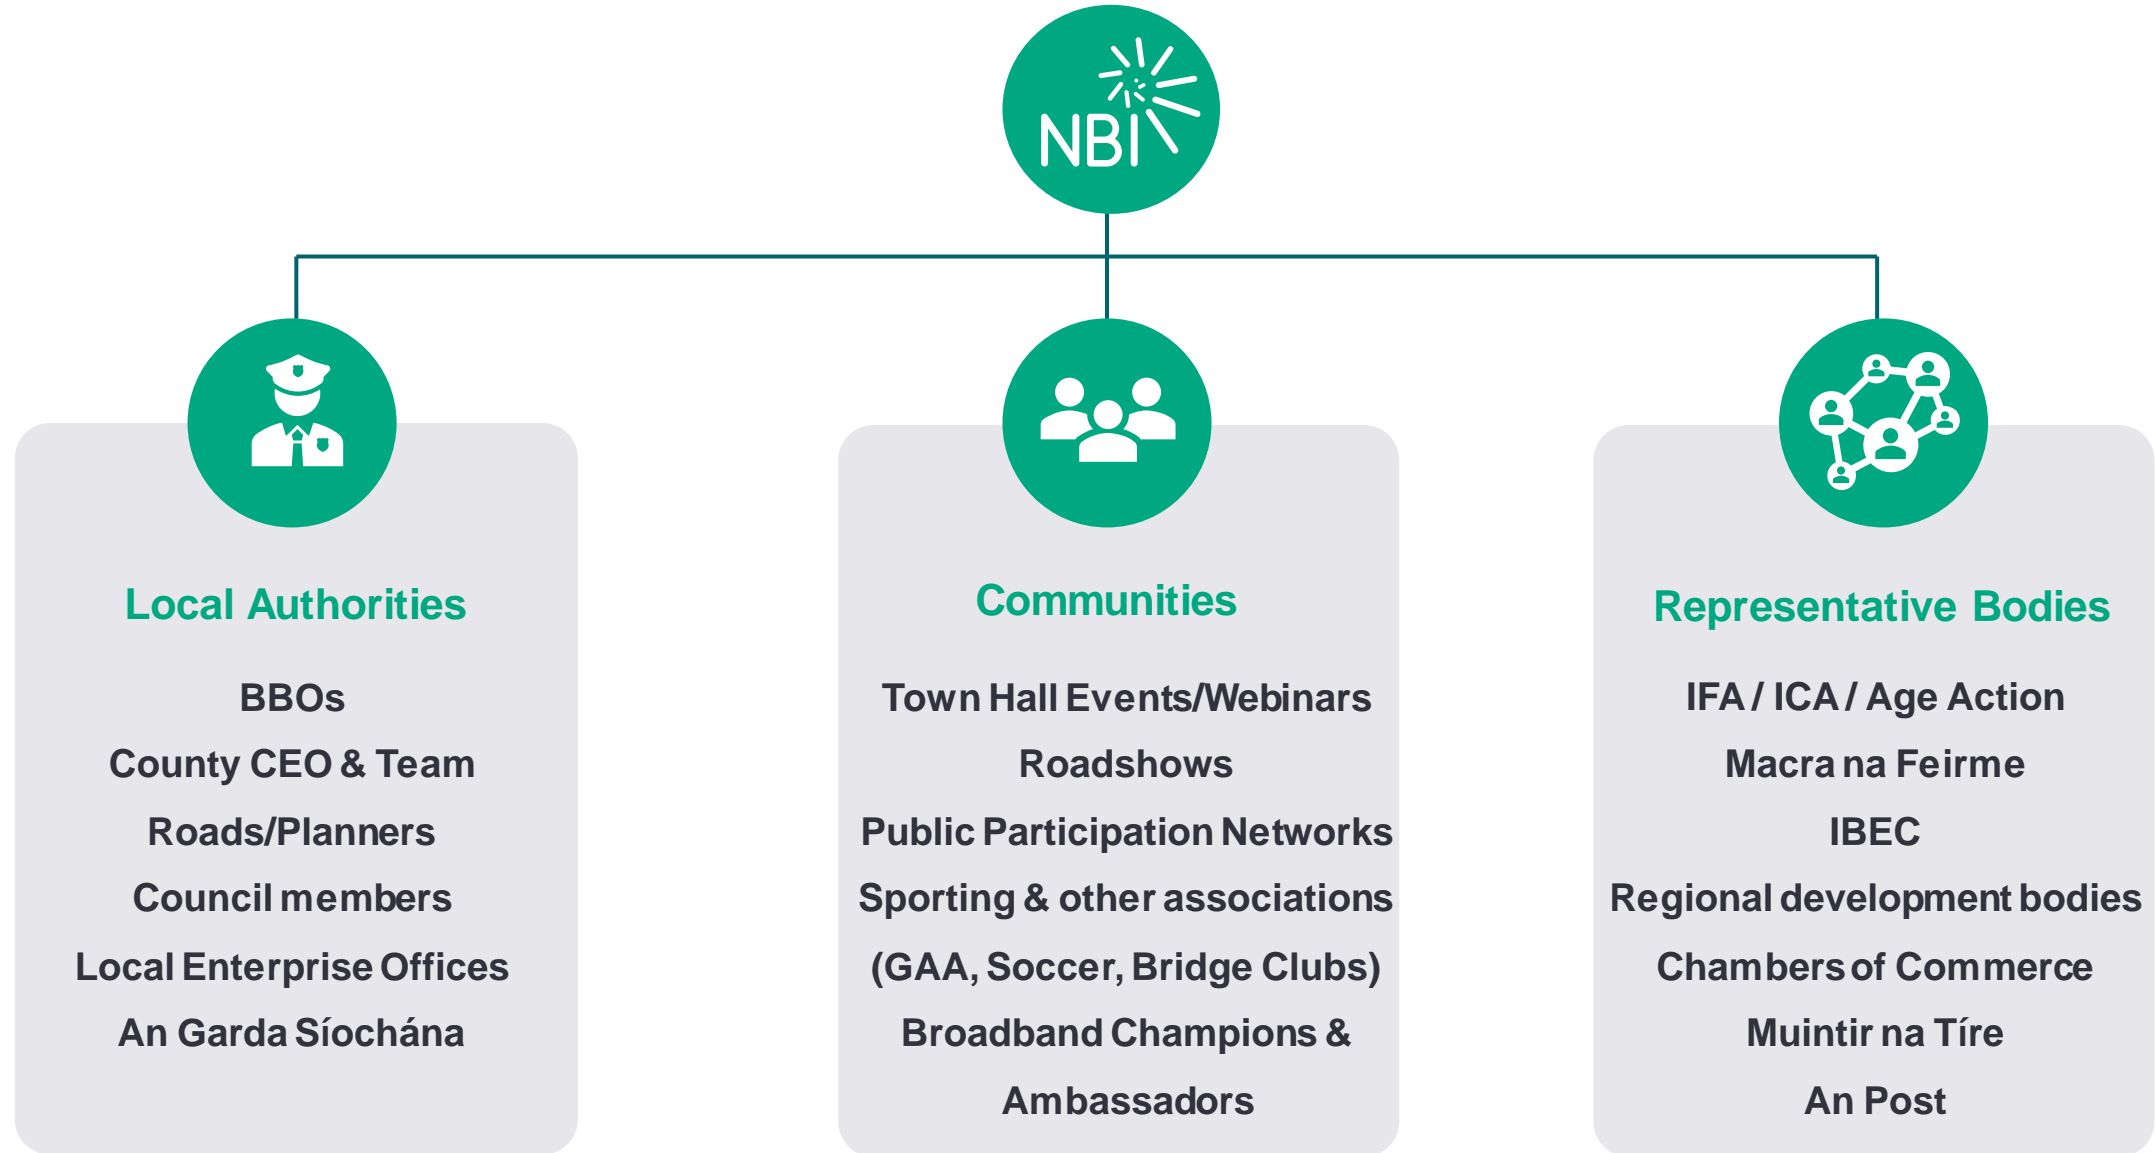 NBI
Local Authorities
BBOs
County CEO & Team
Roads/Planners
Council members
Local Enterprise Offices
An Garda Síochána
Communities
Town Hall Events/Webinars
Roadshows
Public Participation Networks
Sporting & other associations
(GAA, Soccer, Bridge Clubs)
Broadband Champions &
Ambassadors
Representative Bodies
IFA / ICA / Age Action
Macra na Feirme
IBEC
Regional development bodies
Chambers of Commerce
Muintir na Tíre
An Post